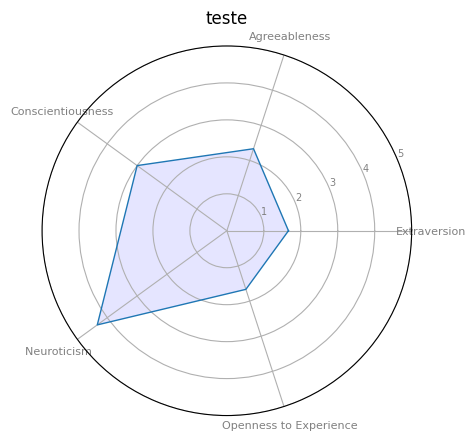 teste
Agreeableness
Conscientiousness
5
4
3
2
1
Extraversion
Neuroticism
Openness to Experience